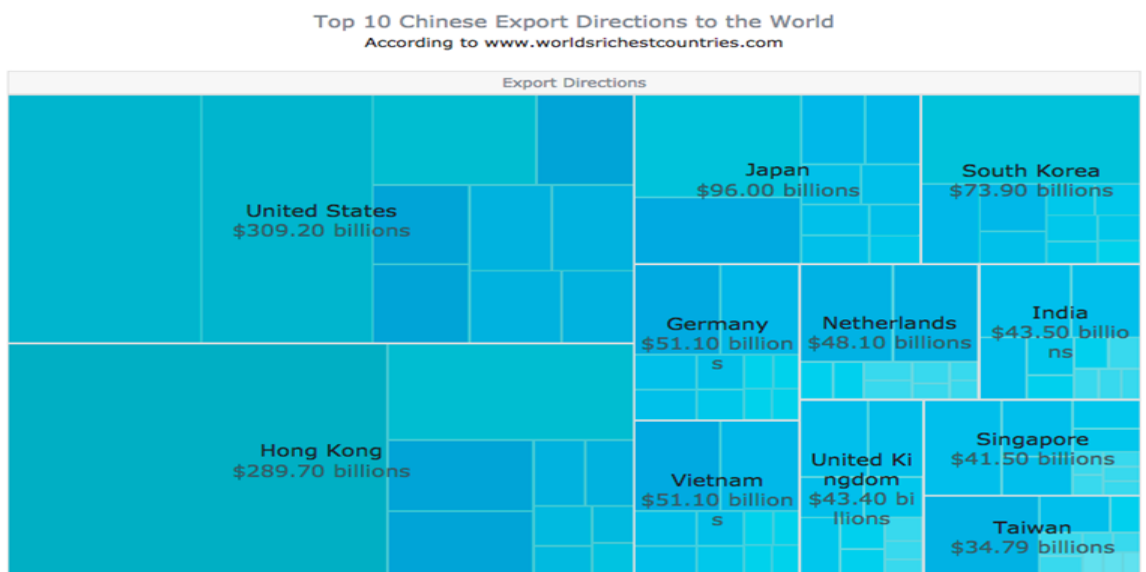 Top 10 Chinese Export Directions to the World
According to www.worldsrichestcountries.com
Export Directions
United States
$309.20 billions
Japan
$96.00 billions
South Korea
$73.90 billions
Germany
$51.10 billion
s
Netherlands
$48.10 billions
India
$43.50 billio
ns
Hong Kong
$289.70 billions
Vietnam
$51.10 billion
s
United Ki
ngdom
$43.40 bi
llions
Singapore
$41.50 billions
Taiwan
$34.79 billions